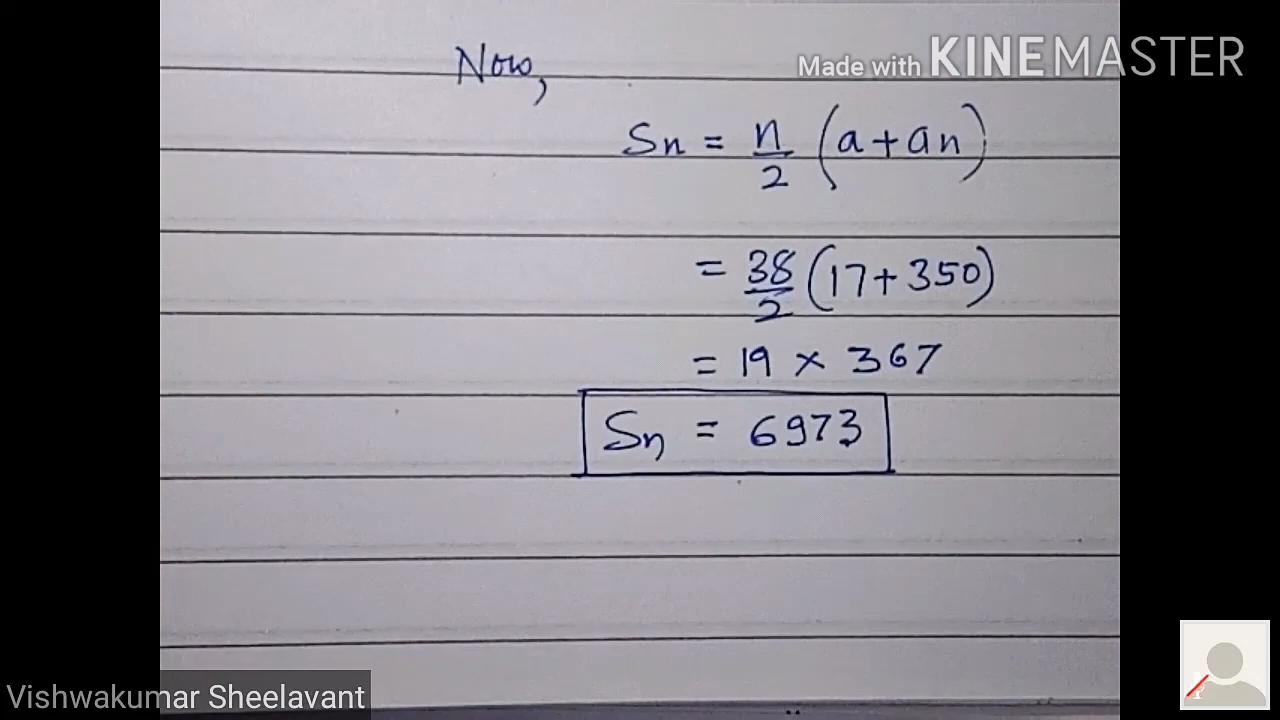 Now,
Made with KINEMASTER
Sn = n/2 (a+an)
= 38/2 (17+350)
= 19 × 367
Sn = 6973
Vishwakumar Sheelavant